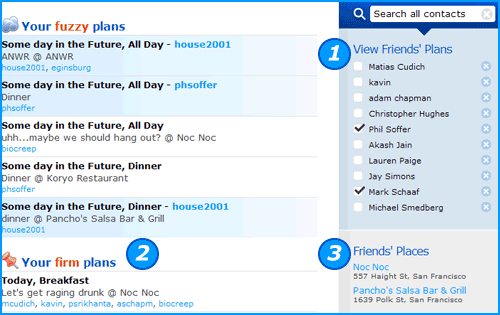 Your fuzzy plans
Some day in the Future, All Day - house2001
ANWR @ ANWR
house2001, eginsburg
Some day in the Future, All Day - phsoffer
Dinner
phsoffer
Some day in the Future, All Day
uhh...maybe we should hang out? @ Noc Noc
biocreep
Some day in the Future, Dinner
Dinner @ Koryo Restaurant
phsoffer
Some day in the Future, Dinner - house2001
dinner @ Pancho's Salsa Bar & Grill
house2001
2
Your firm plans
Today, Breakfast
Let's get raging drunk @ Noc Noc
mcudich, kavin, psrikhanta, aschapm, biocreep
Search all contacts
1
View Friends' Plans
Matias Cudich
kavin
adam chapman
Christopher Hughes
Phil Soffer
Akash Jain
Lauren Paige
Jay Simons
Mark Schaaf
Michael Smedberg
3
Friends' Places
Noc Noc
557 Haight St, San Francisco
Pancho's Salsa Bar & Grill
1639 Polk St, San Francisco